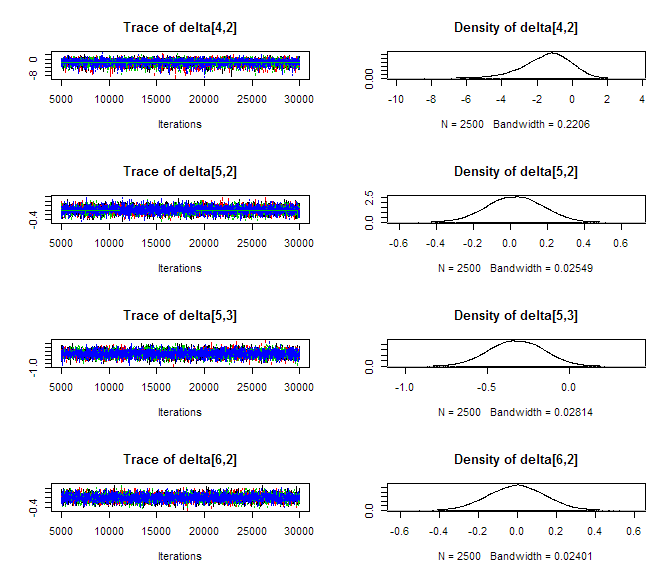 Trace of delta[4,2]
0
-8
5000 10000 15000 20000 25000 30000
Iterations
Density of delta[4,2]
0.00
-10 -8 -6 -4 -2 0 2 4
N = 2500 Bandwidth = 0.2206
Trace of delta[5,2]
-0.4
5000 10000 15000 20000 25000 30000
Iterations
Density of delta[5,2]
2.5
0.0
-0.6 -0.4 -0.2 0.0 0.2 0.4 0.6
N = 2500 Bandwidth = 0.02549
Trace of delta[5,3]
-1.0
5000 10000 15000 20000 25000 30000
Iterations
Density of delta[5,3]
0.0
-1.0 -0.5 0.0
N = 2500 Bandwidth = 0.02814
Trace of delta[6,2]
-0.4
5000 10000 15000 20000 25000 30000
Iterations
Density of delta[6,2]
0.0
-0.6 -0.4 -0.2 0.0 0.2 0.4 0.6
N = 2500 Bandwidth = 0.02401